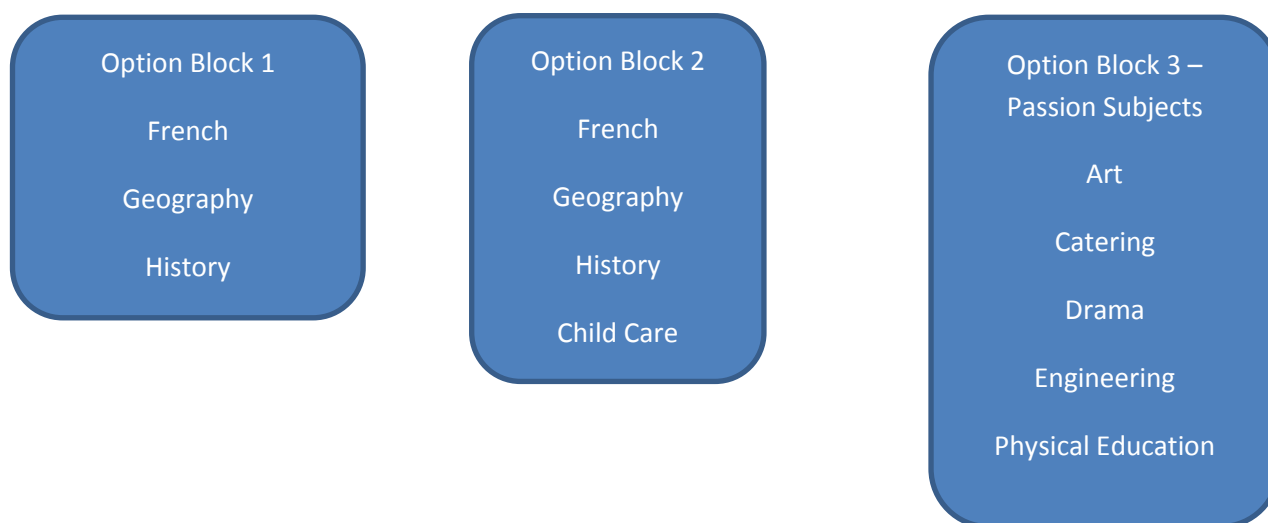 Option Block 1
French
Geography
History
Option Block 2
French
Geography
History
Child Care
Option Block 3 –
Passion Subjects
Art
Catering
Drama
Engineering
Physical Education